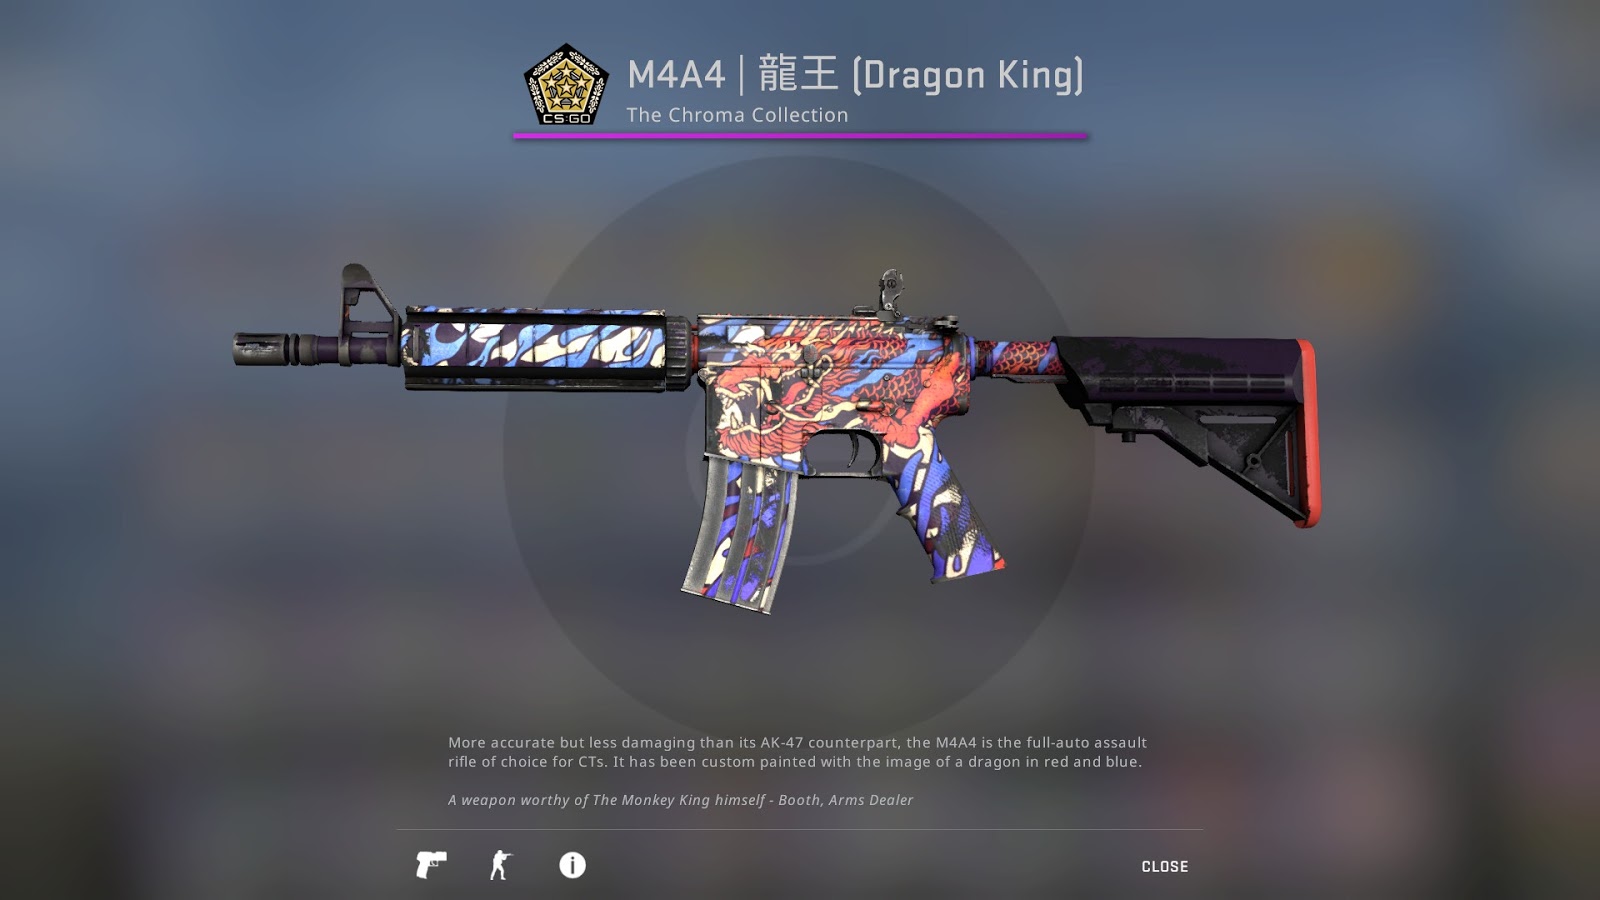 CS:GO
M4A4 | 龍王 (Dragon King)
The Chroma Collection
More accurate but less damaging than its AK-47 counterpart, the M4A4 is the full-auto assault
rifle of choice for CTs. It has been custom painted with the image of a dragon in red and blue.
A weapon worthy of The Monkey King himself - Booth, Arms Dealer
CLOSE